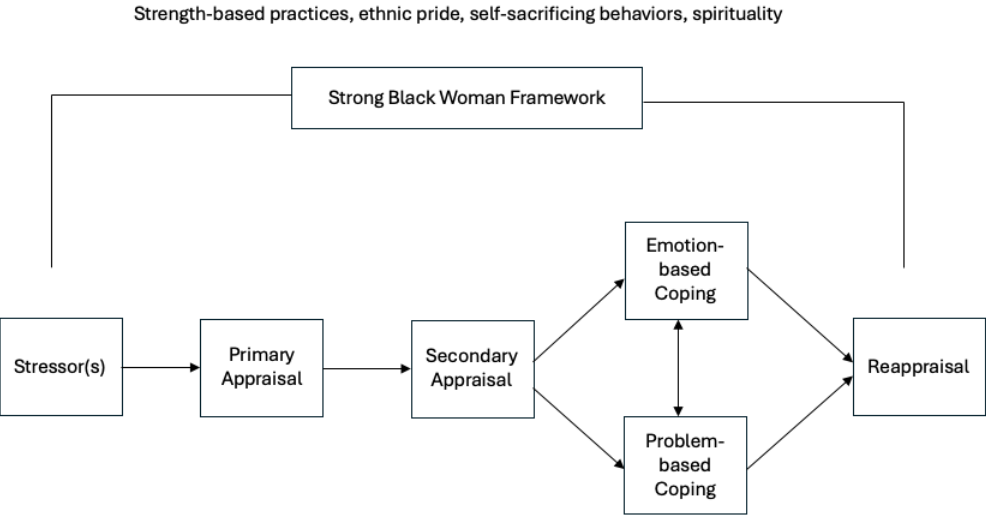 Strength-based practices, ethnic pride, self-sacrificing behaviors, spirituality
Strong Black Woman Framework
Stressor(s)
Primary
Appraisal
Secondary
Appraisal
Emotion-
based
Coping
Problem-
based
Coping
Reappraisal